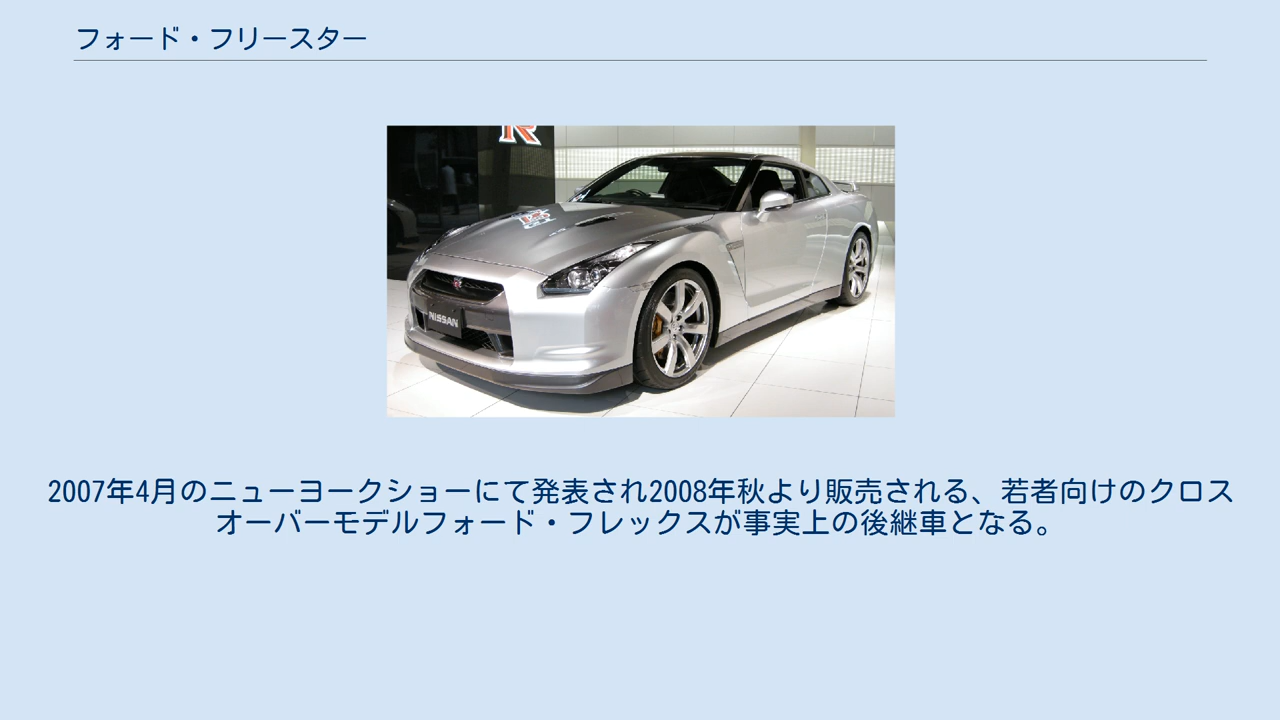 フォード・フリースター
R
NISSAN
2007年4月のニューヨークショーにて発表され2008年秋より販売される、若者向けのクロス
オーバーモデルフォード・フレックスが事実上の後継車となる。